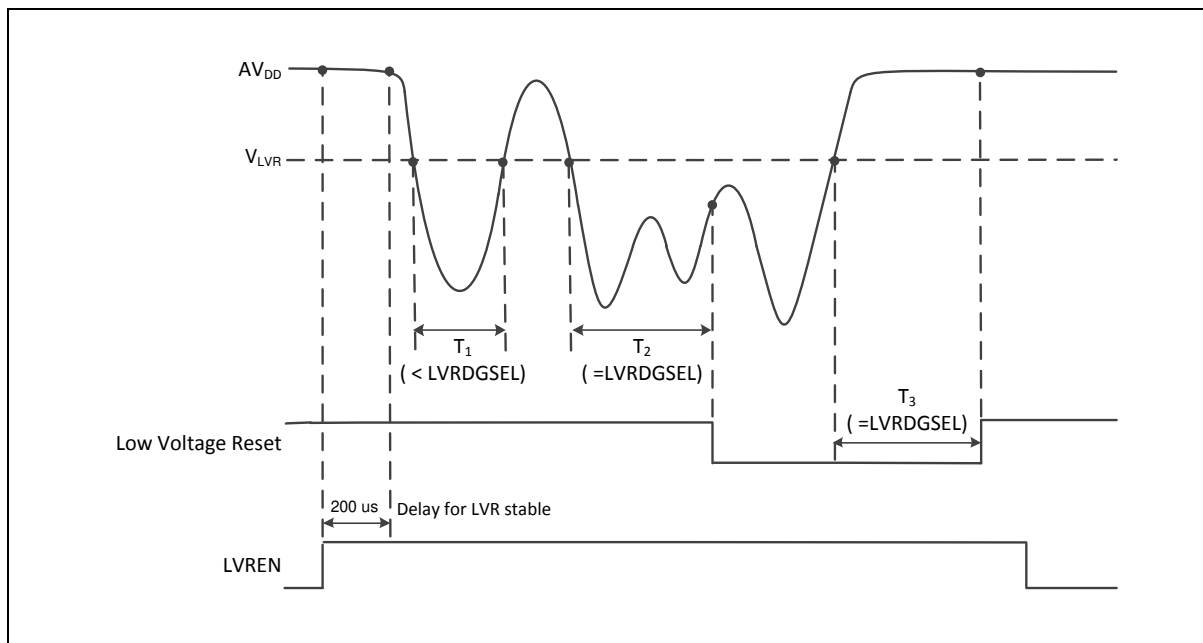 AVDD
VLVR
T1
( < LVRDGSEL)
T2
( =LVRDGSEL)
T3
( =LVRDGSEL)
Low Voltage Reset
200 us
Delay for LVR stable
LVREN